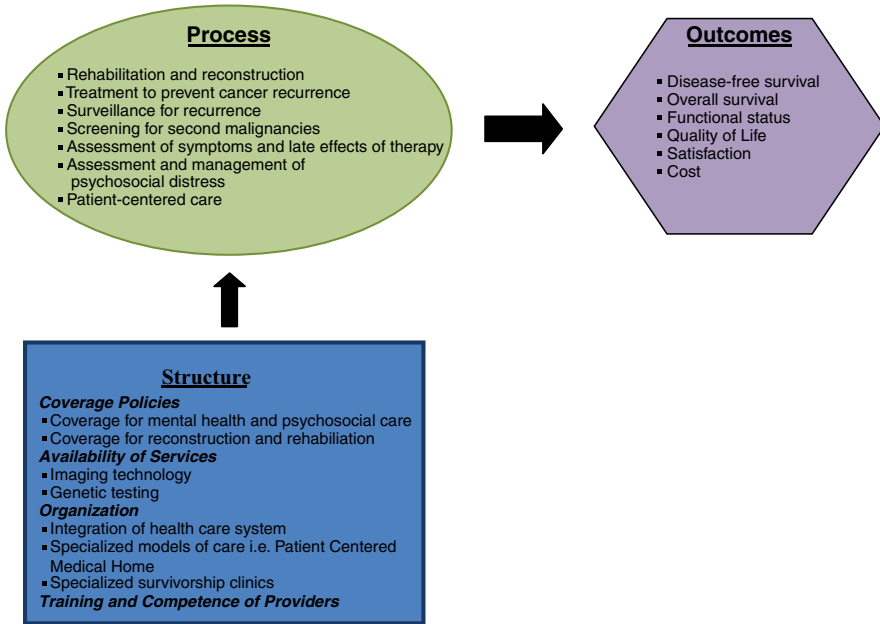 Process
▪ Rehabilitation and reconstruction
▪ Treatment to prevent cancer recurrence
▪ Surveillance for recurrence
▪ Screening for second malignancies
▪ Assessment of symptoms and late effects of therapy
▪ Assessment and management of
psychosocial distress
▪ Patient-centered care
Outcomes
▪ Disease-free survival
▪ Overall survival
▪ Functional status
▪ Quality of Life
▪ Satisfaction
▪ Cost
Structure
Coverage Policies
▪ Coverage for mental health and psychosocial care
▪ Coverage for reconstruction and rehabiliation
Availability of Services
▪ Imaging technology
▪ Genetic testing
Organization
▪ Integration of health care system
▪ Specialized models of care i.e. Patient Centered
Medical Home
▪ Specialized survivorship clinics
Training and Competence of Providers